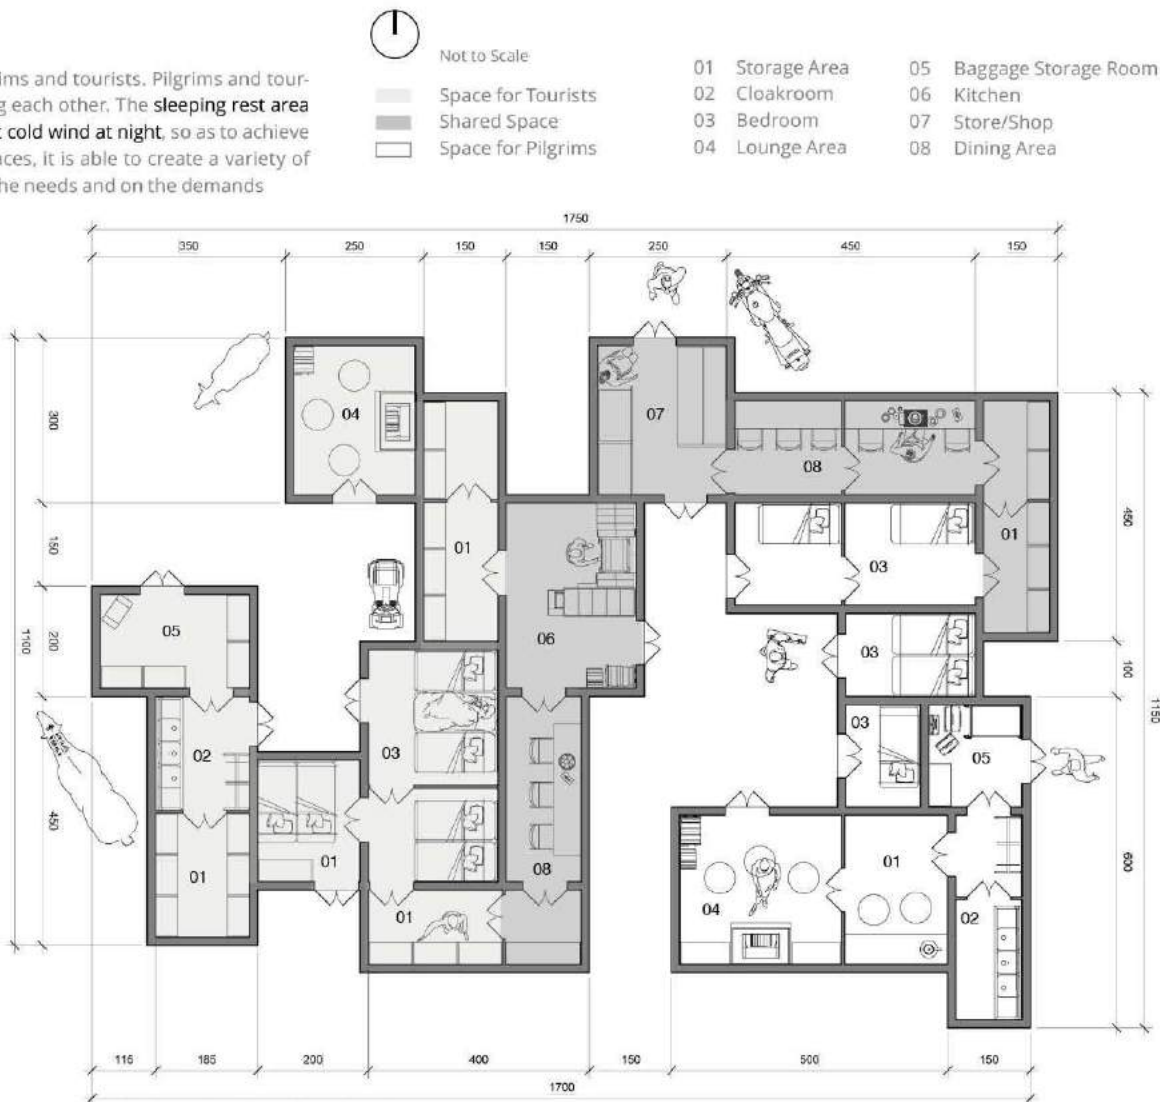 ims and tourists. Pilgrims and tour-
g each other. The sleeping rest area
t cold wind at night, so as to achieve
aces, it is able to create a variety of
he needs and on the demands
Not to Scale
Space for Tourists
Shared Space
Space for Pilgrims
01 Storage Area
02 Cloakroom
03 Bedroom
04 Lounge Area
05 Baggage Storage Room
06 Kitchen
07 Store/Shop
08 Dining Area
1750
350 250 150 150 250 450 150
300
150
200
450
1100
450
100
600
1150
04
07
08
01
01
03
05
06
03
02
03
03
05
01
01
08
01
04
01
02
116 185 200 400 150 500 150
1700